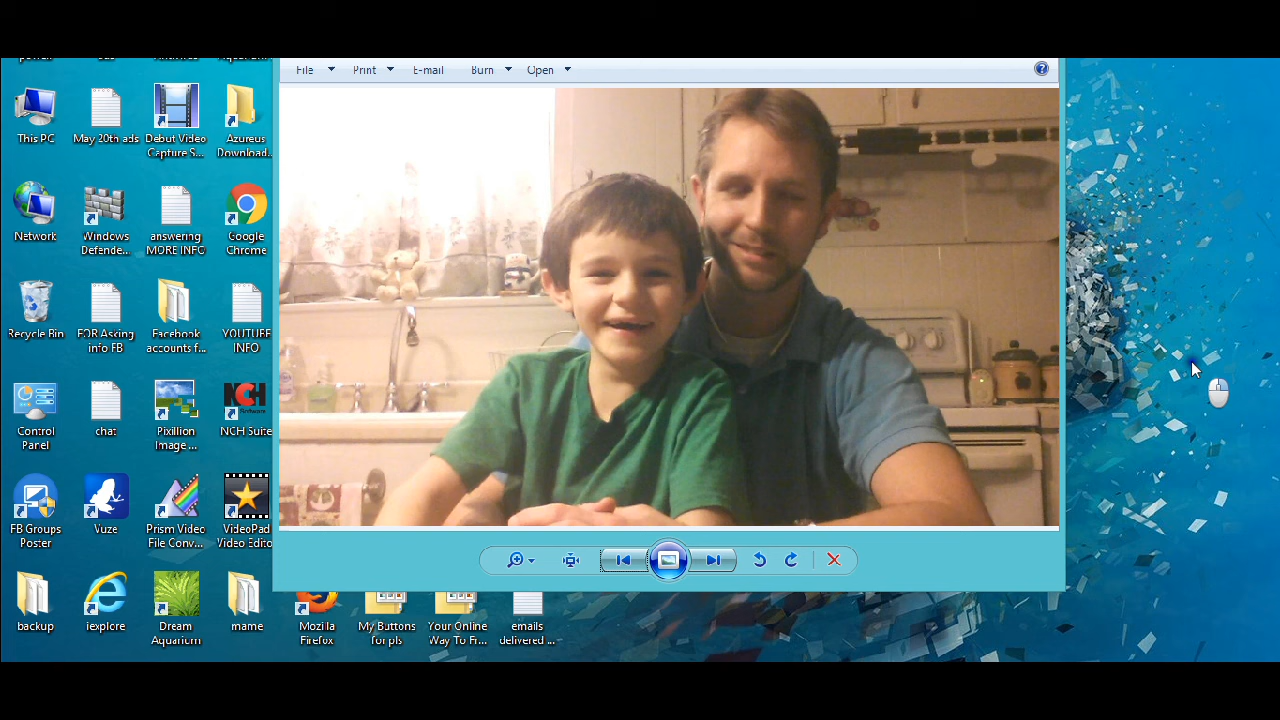 File Print E-mail Burn Open
This PC
May 20th ads
Debut Video
Capture S...
Azureus
Download...
Network
Windows
Defende...
answering
MORE INFO
Google
Chrome
Recycle Bin
FOR Asking
info FB
Facebook
accounts f...
YOUTUBE
INFO
Control
Panel
chat
Pixillion
Image ...
NCH
Software
NCH Suite
FB Groups
Poster
Vuze
Prism Video
File Conv...
VideoPad
Video Edito
backup
iexplore
Dream
Aquarium
mame
Mozilla
Firefox
My Buttons
for pls
Your Online
Way To Fr...
emails
delivered ...